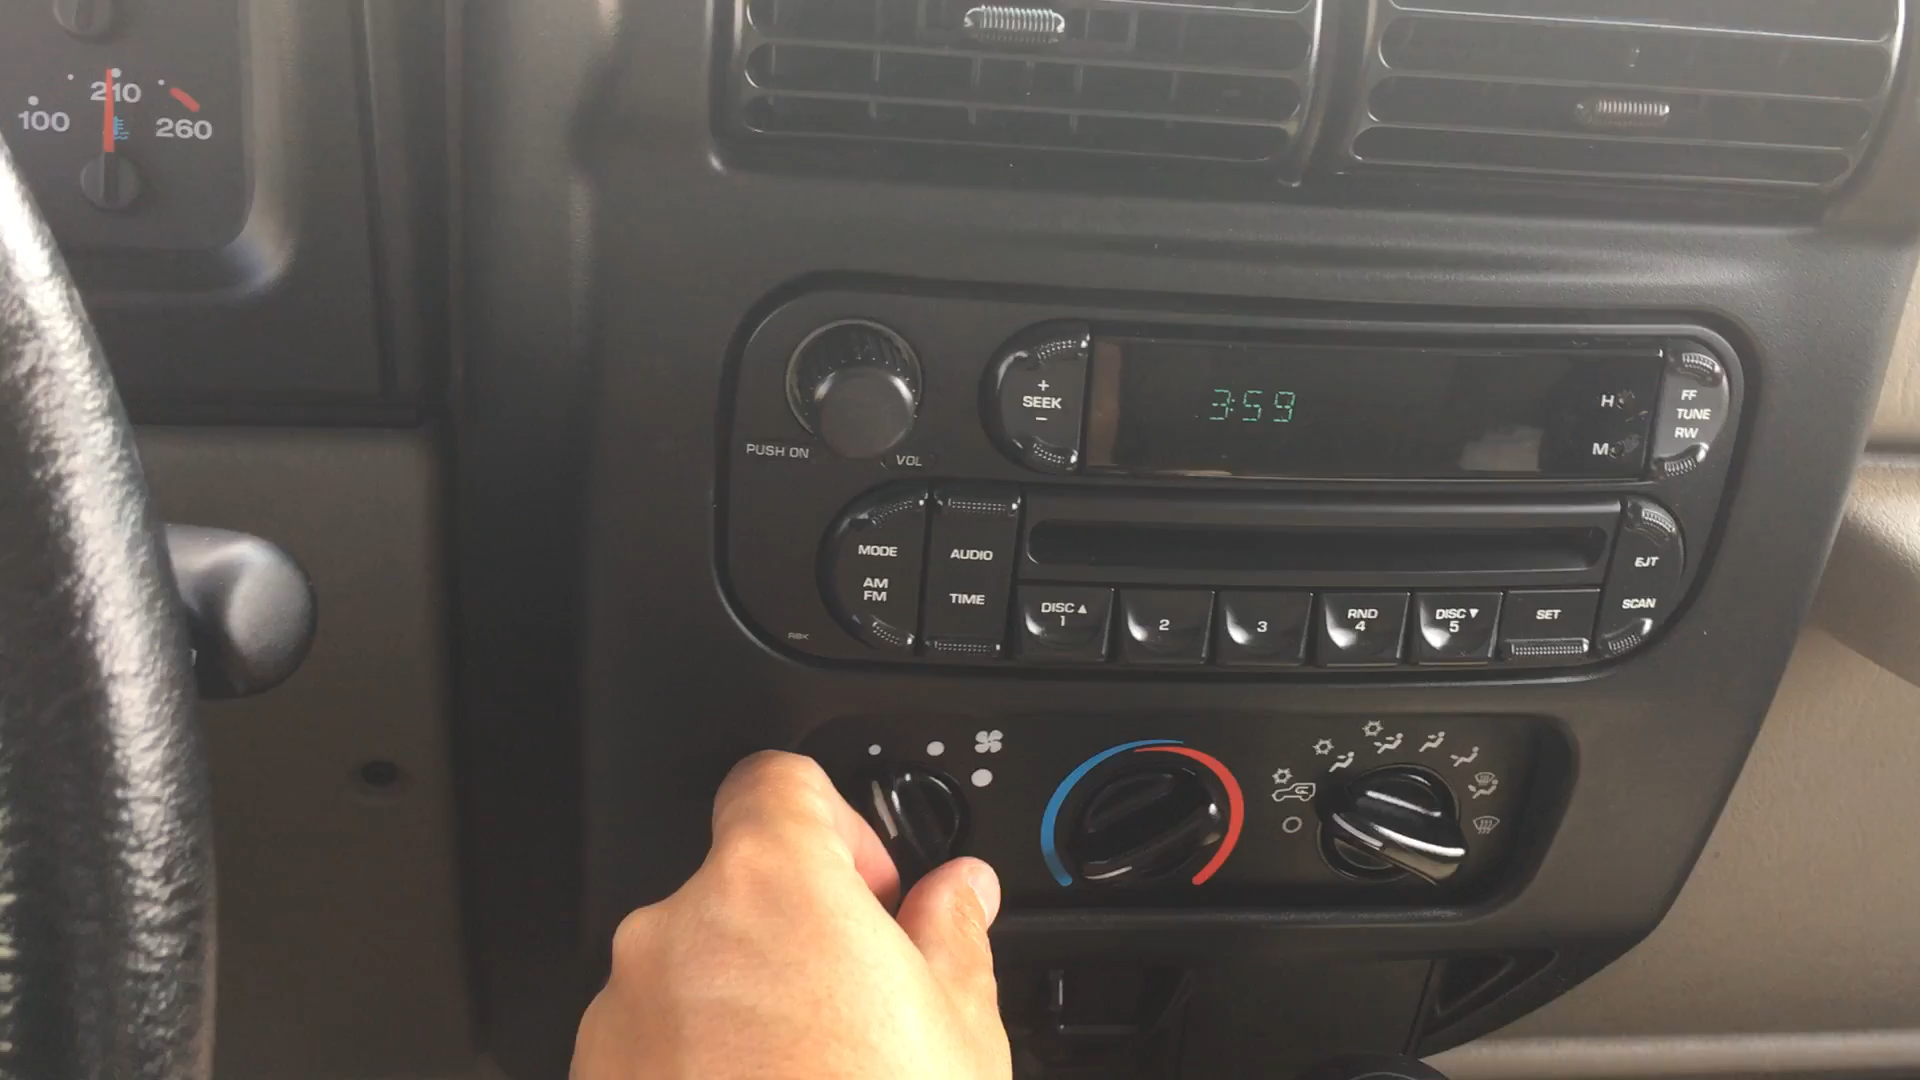 210
100
260
3:59
+
SEEK
-
H
M
FF
TUNE
RW
PUSH ON
VOL
MODE
AM
FM
AUDIO
TIME
EJT
SCAN
DISC ▲
1
2
3
RND
4
DISC ▼
5
SET
RBK